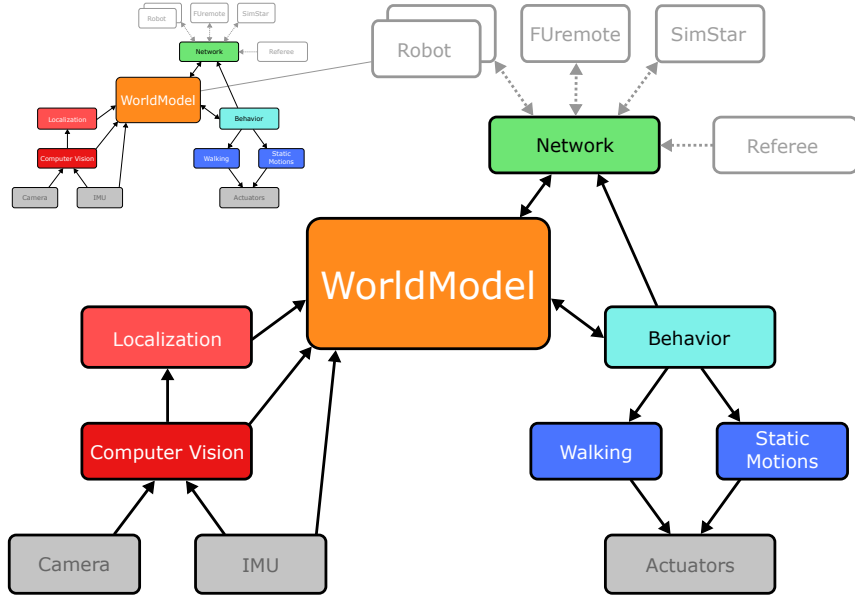 Robot
FUremote
SimStar
Network
Referee
WorldModel
Localization
Behavior
Computer Vision
Walking
Static
Motions
Camera
IMU
Actuators
Robot
FUremote
SimStar
Network
Referee
WorldModel
Localization
Behavior
Computer Vision
Walking
Static
Motions
Camera
IMU
Actuators